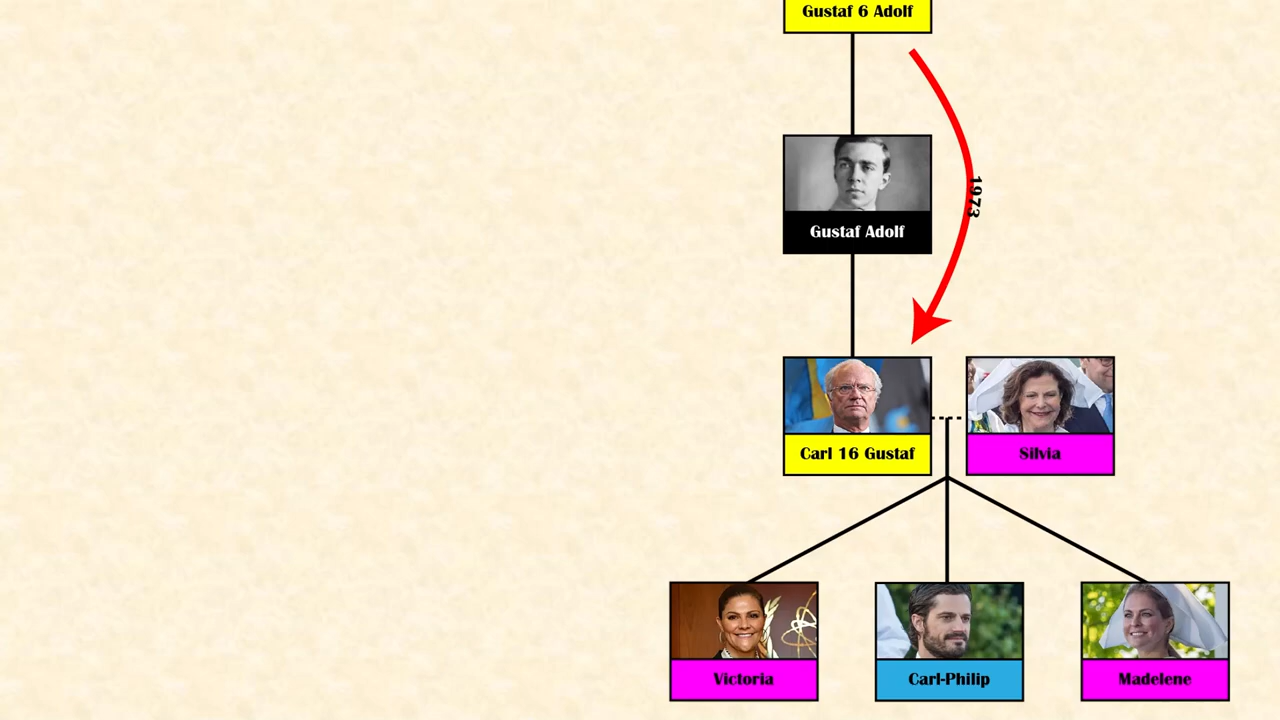 Gustaf 6 Adolf
1973
Gustaf Adolf
Carl 16 Gustaf
Silvia
Victoria
Carl-Philip
Madelene